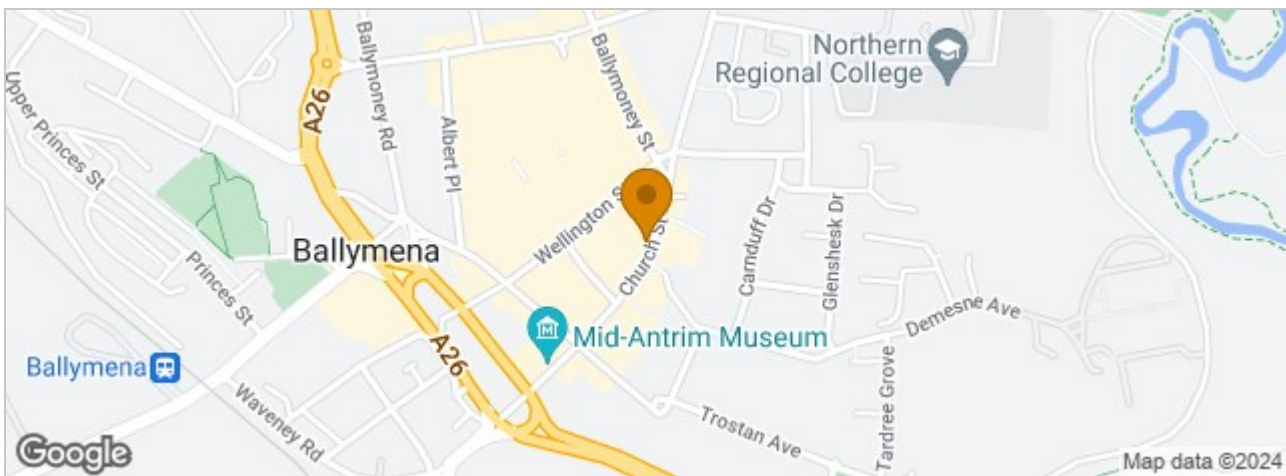 Upper Princes St
A26
Ballymoney Rd
Albert Pl
Ballymoney St
Northern
Regional College
Wellington S
Church St
Carnduff Dr
Glenshesk Dr
Ballymena
Princes St
Demesne Ave
Mid-Antrim Museum
M
A26
Ballymena
Waveney Rd
Tardree Grove
Trostan Ave
Google
Map data ©2024